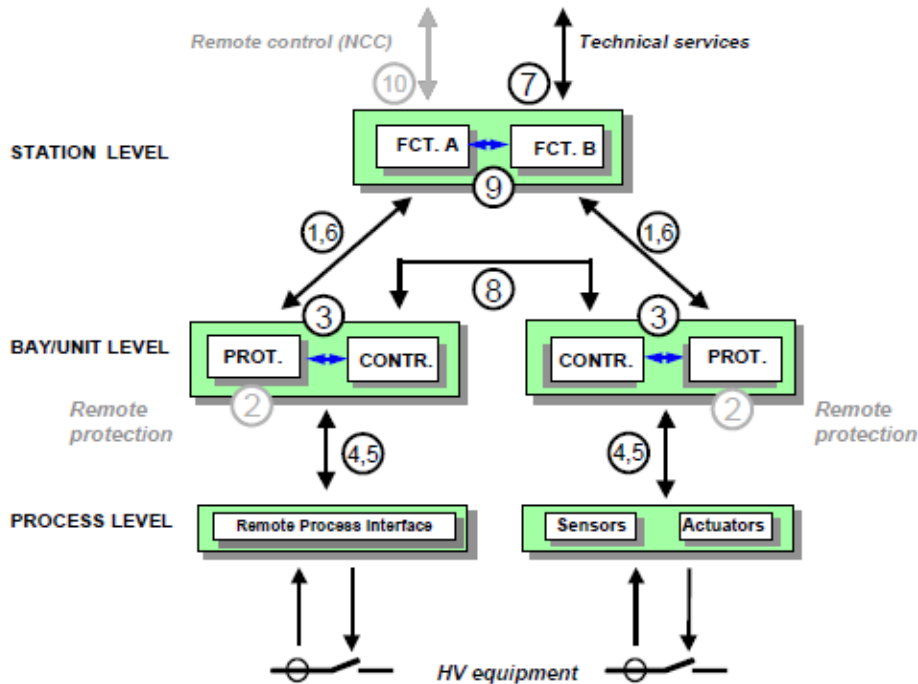 Remote control (NCC)
Technical services
10
7
STATION LEVEL
FCT. A
FCT. B
9
1,6
1,6
8
3
3
BAY/UNIT LEVEL
PROT.
CONTR.
CONTR.
PROT.
2
2
Remote
protection
Remote
protection
4,5
4,5
PROCESS LEVEL
Remote Process Interface
Sensors
Actuators
HV equipment